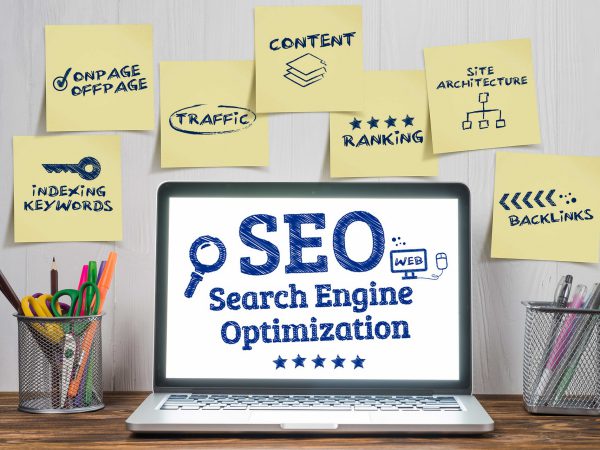 ONPAGE
OFFPAGE
TRAFFIC
CONTENT
RANKING
SITE
ARCHITECTURE
INDEXING
KEYWORDS
BACKLINKS
SEO
WEB
Search Engine
Optimization